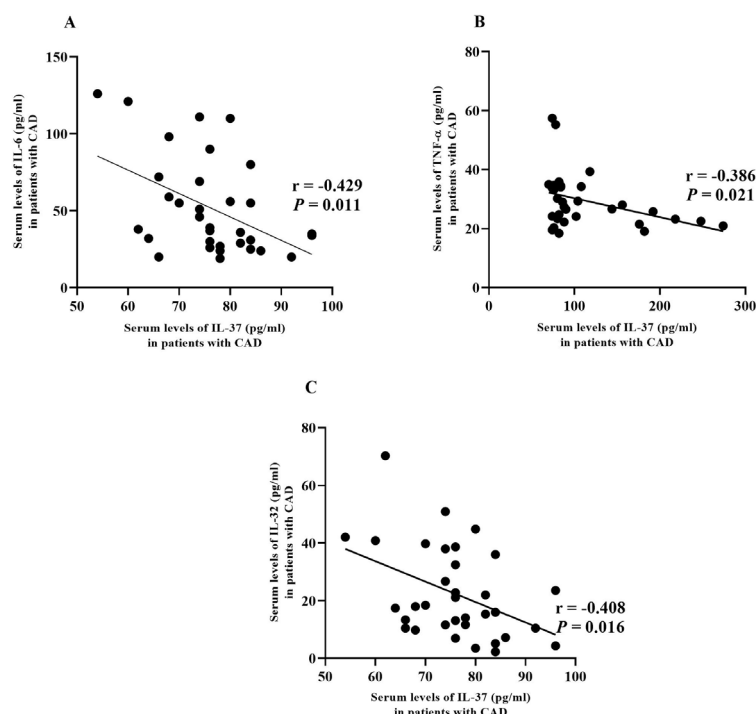 A
Serum levels of IL-6 (pg/ml)
in patients with CAD
150
100
50
0
50 60 70 80 90 100
r = -0.429
P = 0.011
Serum levels of IL-37 (pg/ml)
in patients with CAD
B
Serum levels of TNF-α (pg/ml)
in patients with CAD
80
60
40
20
0
0 100 200 300
r = -0.386
P = 0.021
Serum levels of IL-37 (pg/ml)
in patients with CAD
C
Serum levels of IL-32 (pg/ml)
in patients with CAD
80
60
40
20
0
50 60 70 80 90 100
r = -0.408
P = 0.016
Serum levels of IL-37 (pg/ml)
in patients with CAD